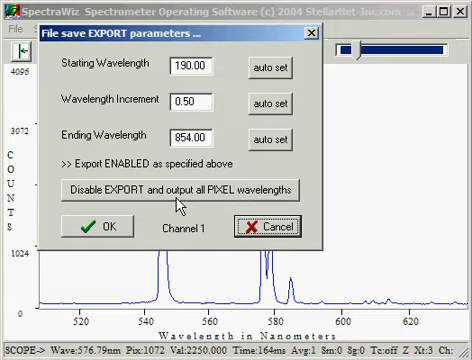 SpectraWiz Spectrometer Operating Software (c) 2004 StellarNet-Inc.com
File
File save EXPORT parameters ...
Starting Wavelength 190.00 auto set
Wavelength Increment 0.50 auto set
Ending Wavelength 854.00 auto set
>> Export ENABLED as specified above
Disable EXPORT and output all PIXEL wavelengths
OK Channel 1 Cancel
4096
3072
COUNTS
1024
0
520 540 560 580 600 620
Wavelength in Nanometers
SCOPE-> Wave:576.79nm Pix:1072 Val:2250.000 Time:164ms Avg:1 Sm:0 Sg:0 Tc:off Z Xt:3 Ch:1